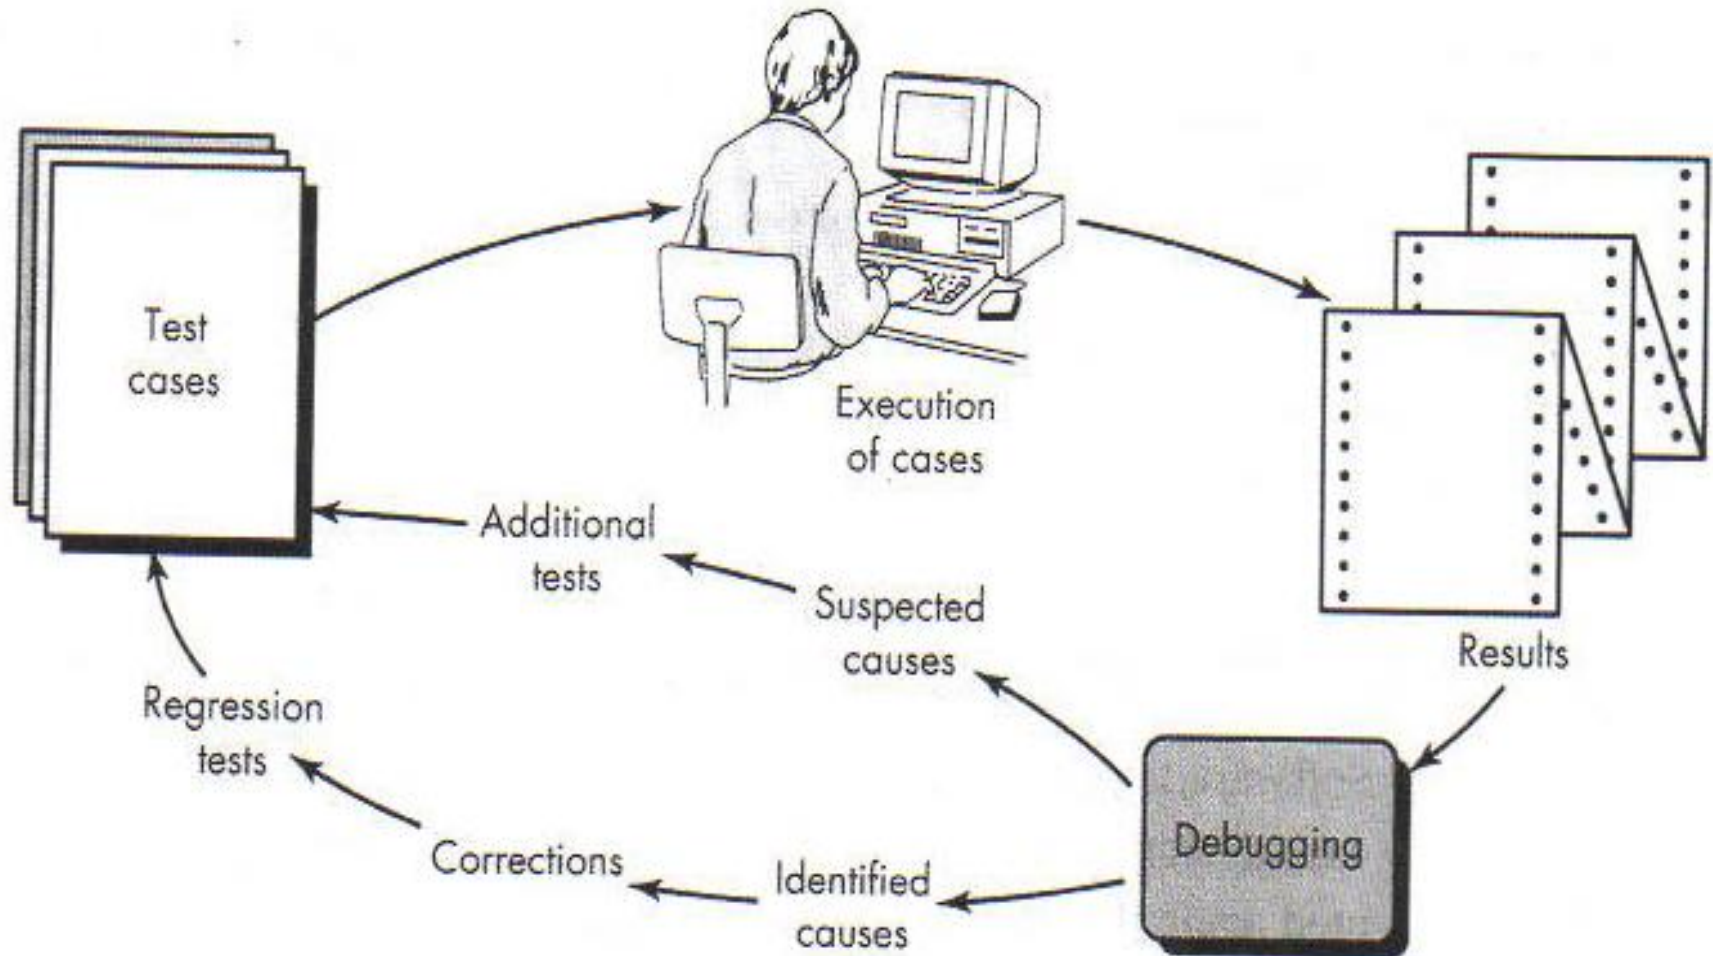 Test
cases
Execution
of cases
Results
Additional
tests
Suspected
causes
Regression
tests
Debugging
Corrections
Identified
causes